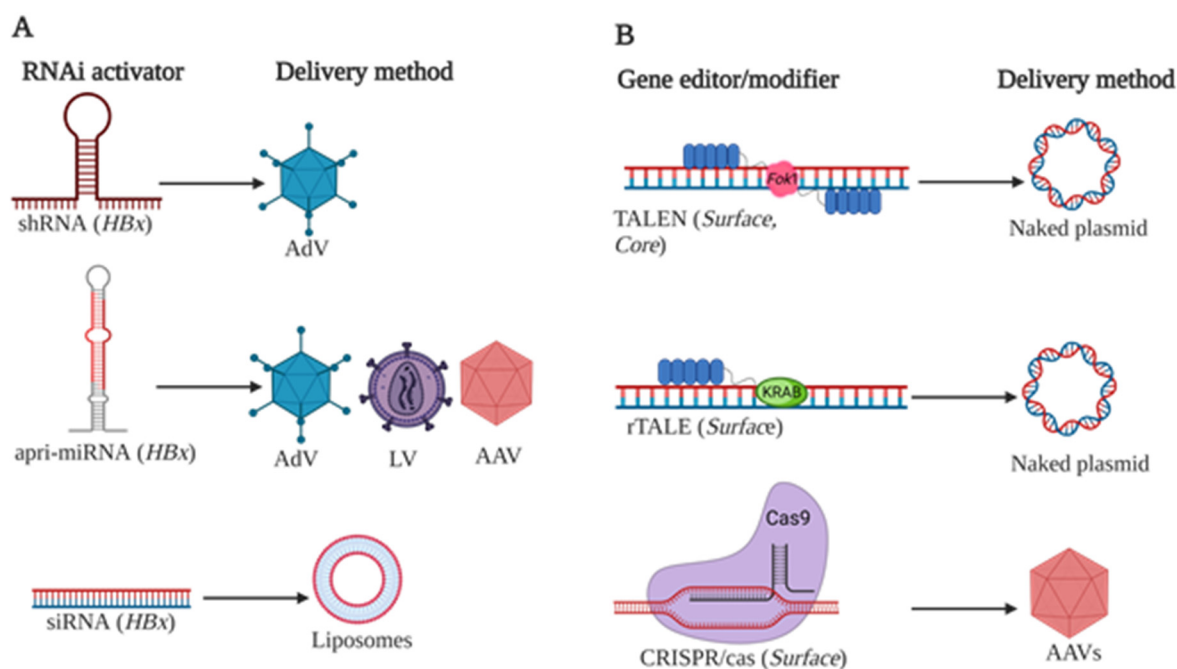 A
RNAi activator
Delivery method
shRNA (HBx)
AdV
apri-miRNA (HBx)
AdV
LV
AAV
siRNA (HBx)
Liposomes
B
Gene editor/modifier
Delivery method
Fok1
TALEN (Surface,
Core)
Naked plasmid
KRAB
rTALE (Surface)
Naked plasmid
Cas9
CRISPR/cas (Surface)
AAVs